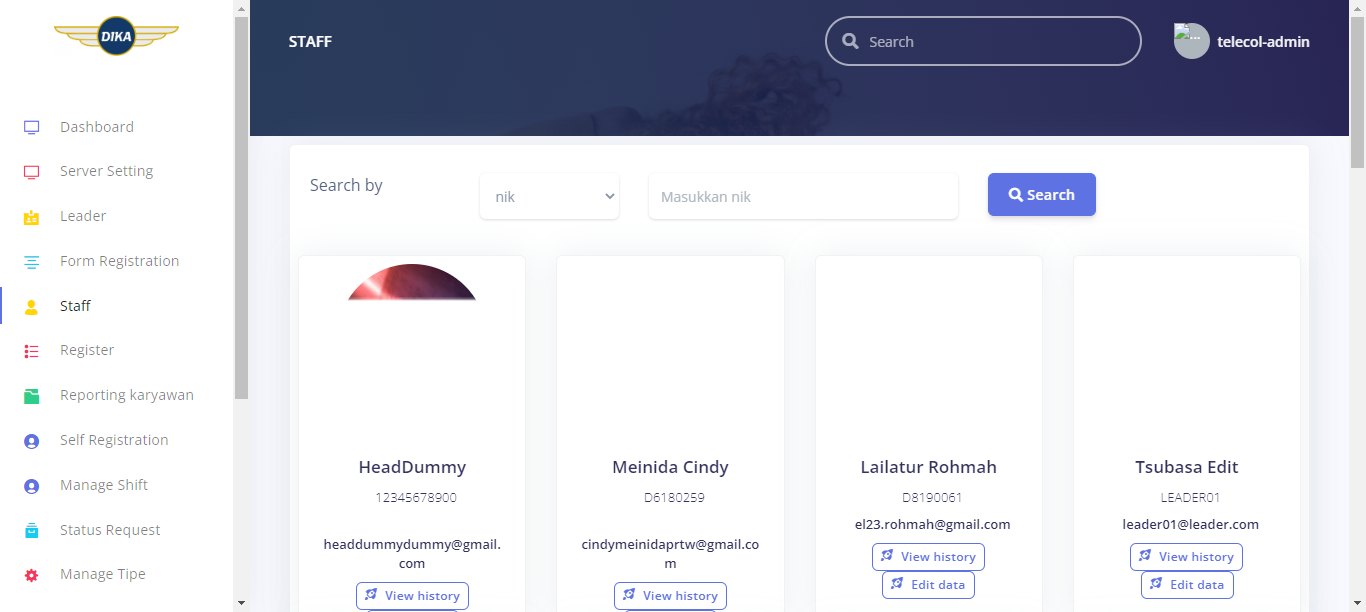 DIKA
STAFF
Search
...
telecol-admin
Dashboard
Server Setting
Leader
Form Registration
Staff
Register
Reporting karyawan
Self Registration
Manage Shift
Status Request
Manage Tipe
Search by
nik
Masukkan nik
Search
HeadDummy
12345678900
headdummydummy@gmail.
com
View history
Meinida Cindy
D6180259
cindymeinidaprtw@gmail.co
m
View history
Lailatur Rohmah
D8190061
el23.rohmah@gmail.com
View history
Edit data
Tsubasa Edit
LEADER01
leader01@leader.com
View history
Edit data